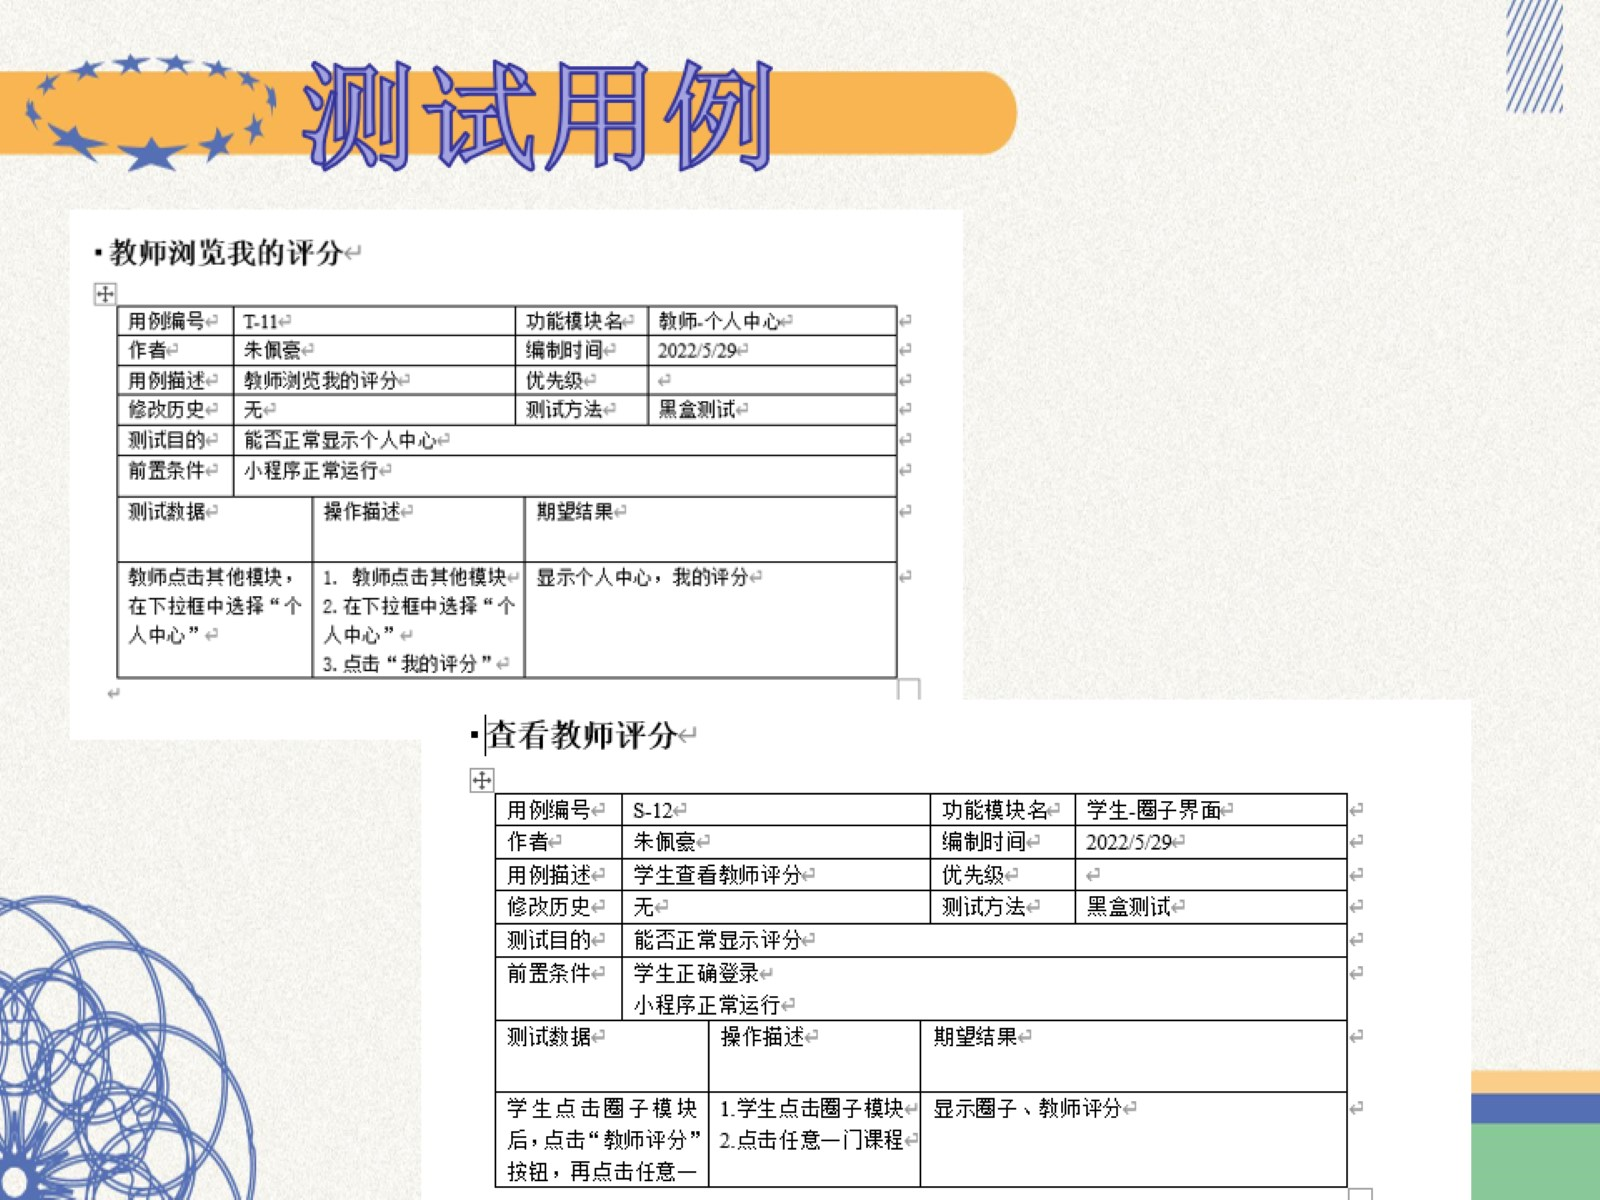 测试用例
教师浏览我的评分
用例编号 T-11 功能模块名 教师-个人中心
作者 朱佩豪 编制时间 2022/5/29
用例描述 教师浏览我的评分 优先级
修改历史 无 测试方法 黑盒测试
测试目的 能否正常显示个人中心
前置条件 小程序正常运行
测试数据 操作描述 期望结果
教师点击其他模块， 1. 教师点击其他模块 显示个人中心，我的评分
在下拉框中选择“个 2. 在下拉框中选择“个
人中心” 人中心”
3. 点击“我的评分”
查看教师评分
用例编号 S-12 功能模块名 学生-圈子界面
作者 朱佩豪 编制时间 2022/5/29
用例描述 学生查看教师评分 优先级
修改历史 无 测试方法 黑盒测试
测试目的 能否正常显示评分
前置条件 学生正确登录
小程序正常运行
测试数据 操作描述 期望结果
学生点击圈子模块 1.学生点击圈子模块 显示圈子、教师评分
后，点击“教师评分” 2.点击任意一门课程
按钮，再点击任意一